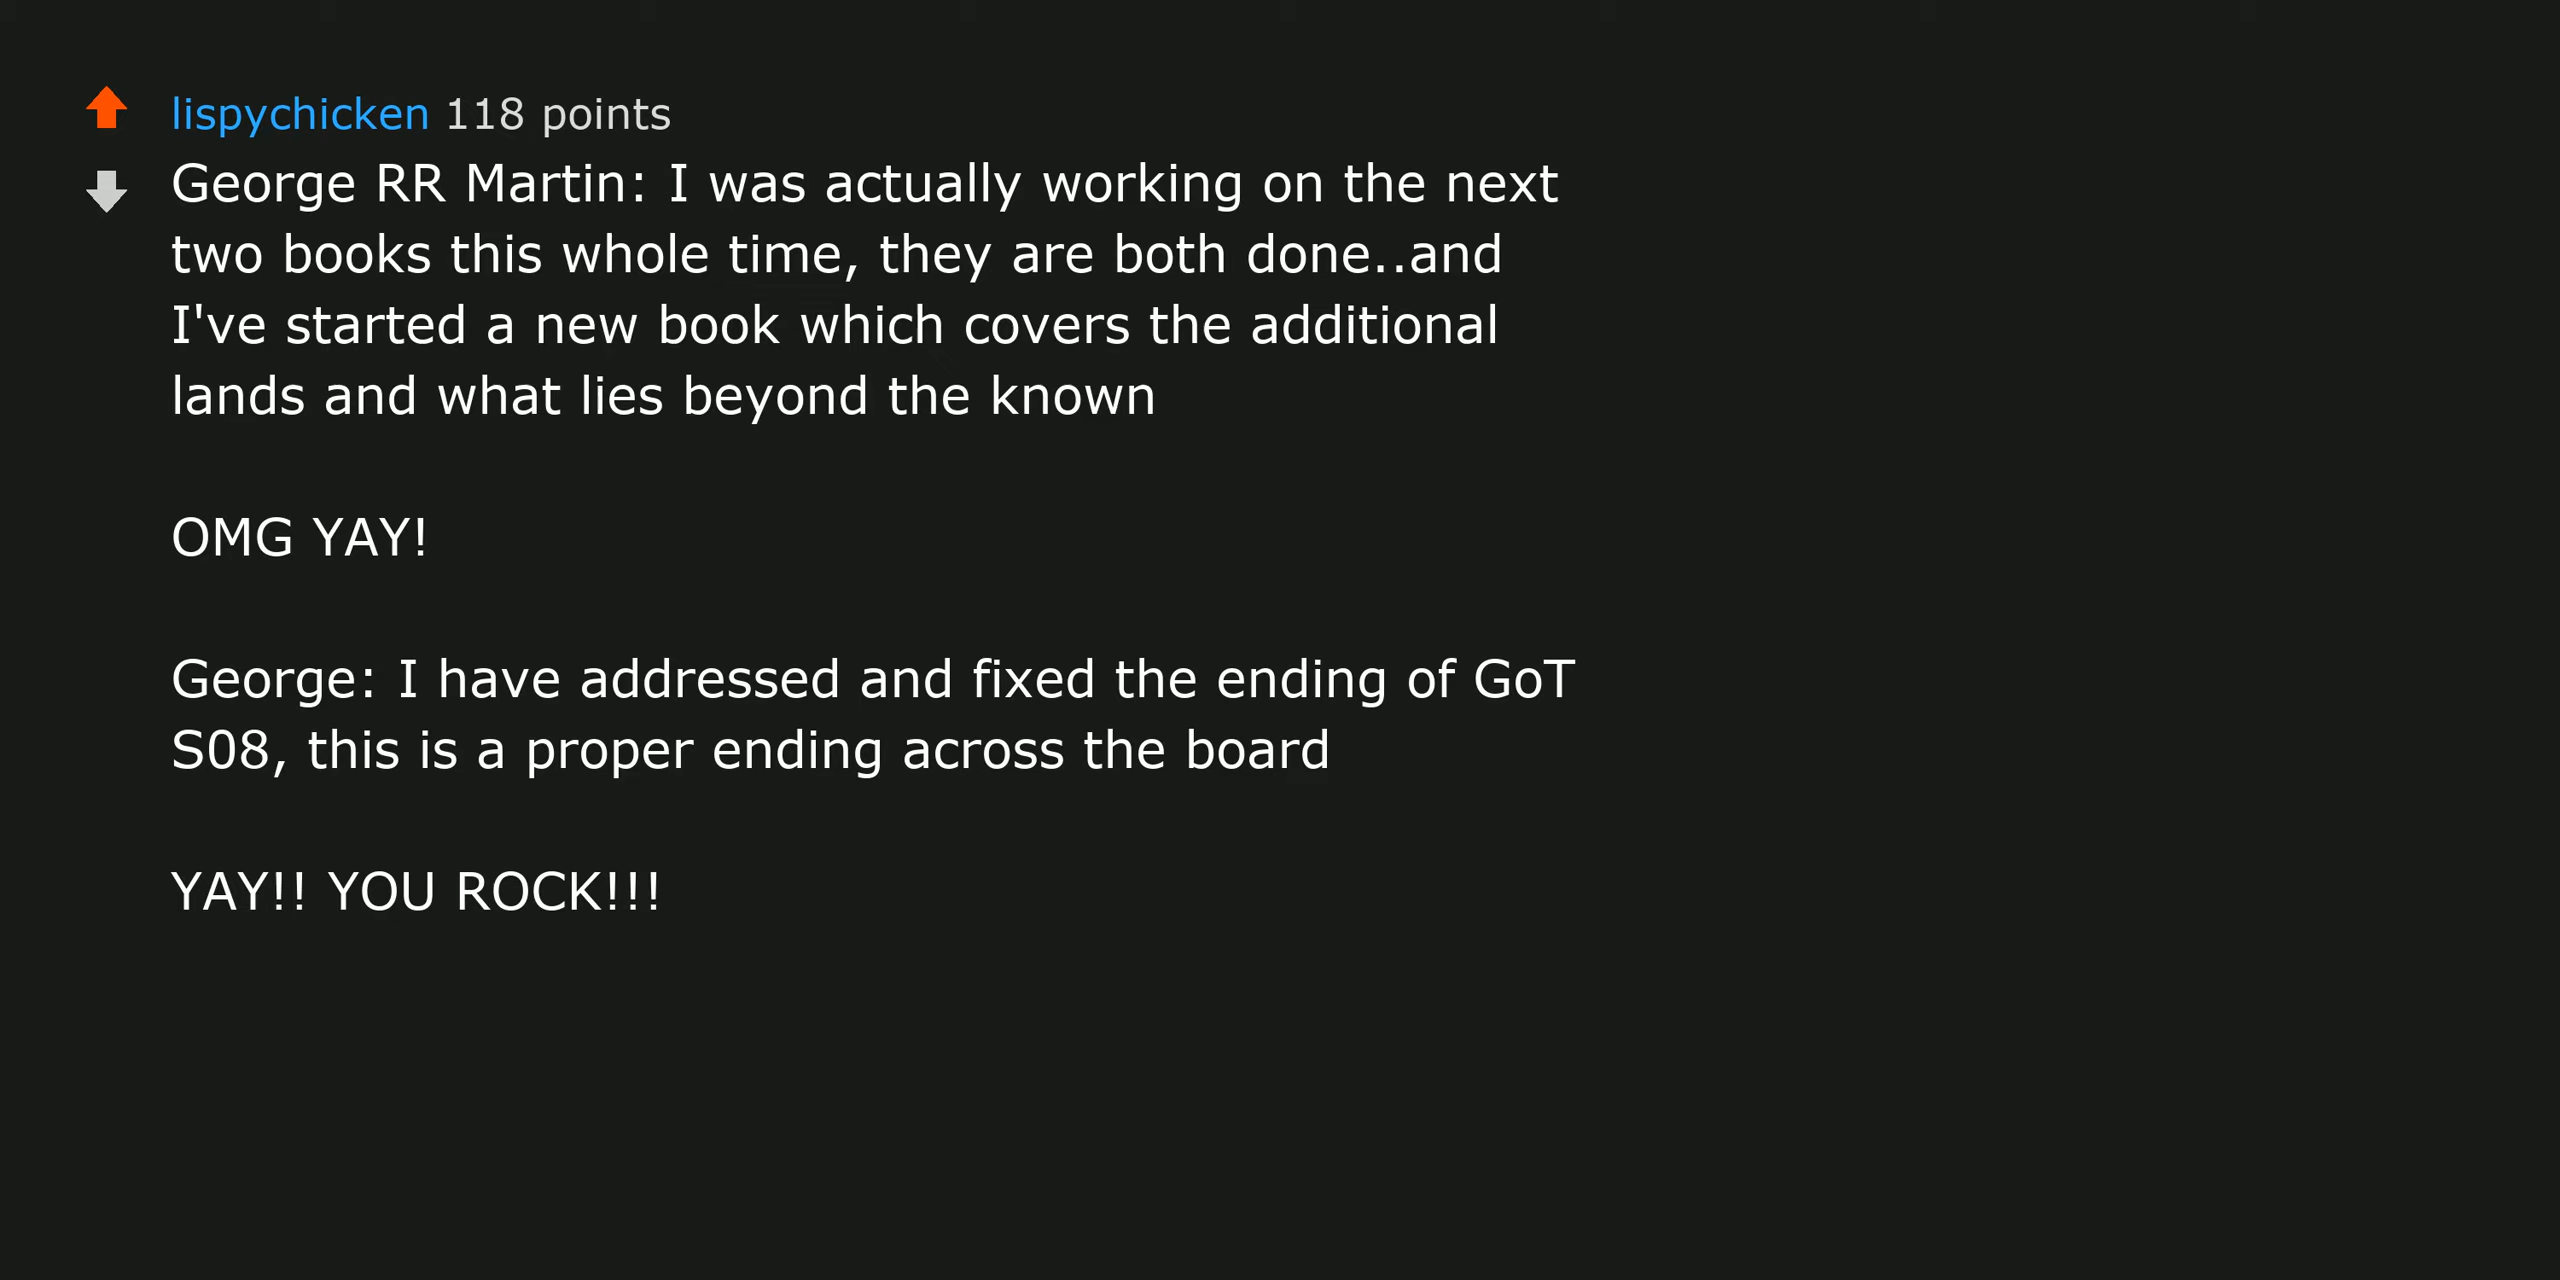 lispychicken 118 points
George RR Martin: I was actually working on the next
two books this whole time, they are both done..and
I've started a new book which covers the additional
lands and what lies beyond the known
OMG YAY!
George: I have addressed and fixed the ending of GoT
S08, this is a proper ending across the board
YAY!! YOU ROCK!!!